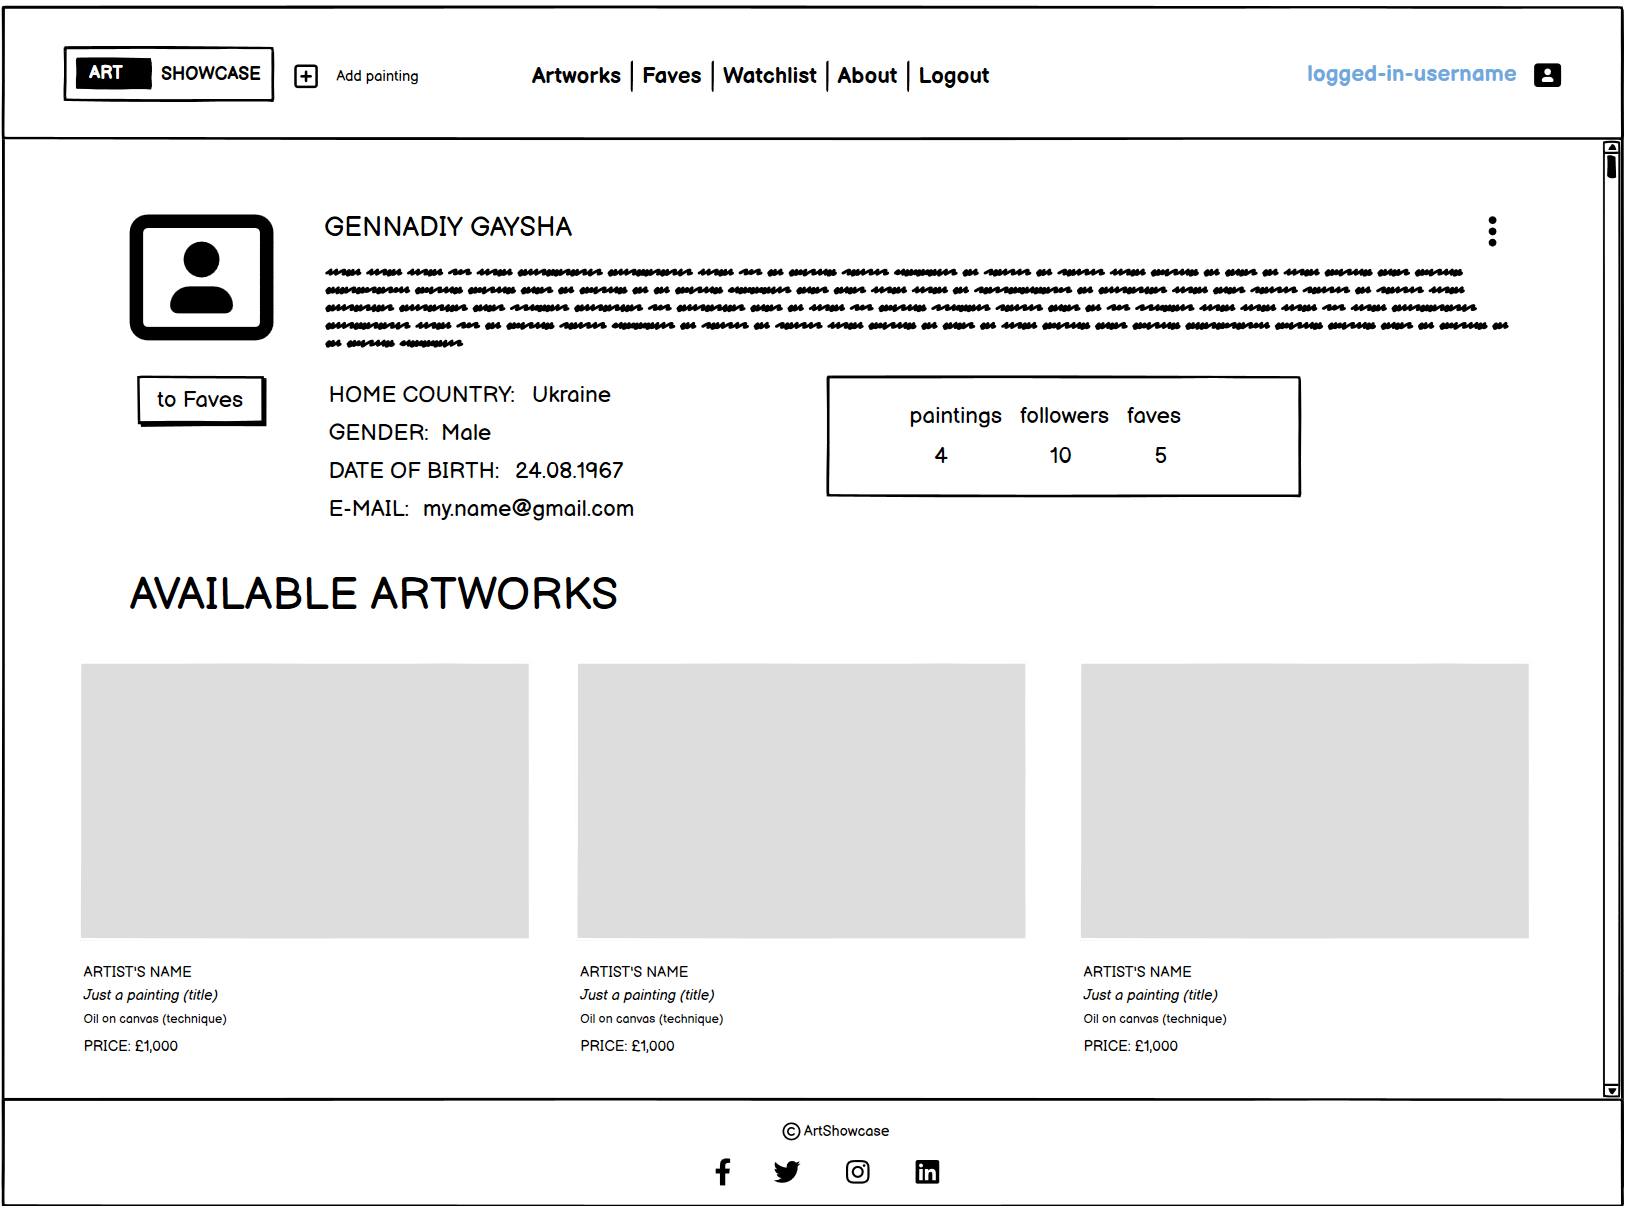 ART SHOWCASE
Add painting
Artworks | Faves | Watchlist | About | Logout
logged-in-username
GENNADIY GAYSHA
to Faves
HOME COUNTRY: Ukraine
GENDER: Male
DATE OF BIRTH: 24.08.1967
E-MAIL: my.name@gmail.com
paintings followers faves
4 10 5
AVAILABLE ARTWORKS
ARTIST'S NAME
Just a painting (title)
Oil on canvas (technique)
PRICE: £1,000
ARTIST'S NAME
Just a painting (title)
Oil on canvas (technique)
PRICE: £1,000
ARTIST'S NAME
Just a painting (title)
Oil on canvas (technique)
PRICE: £1,000
© ArtShowcase